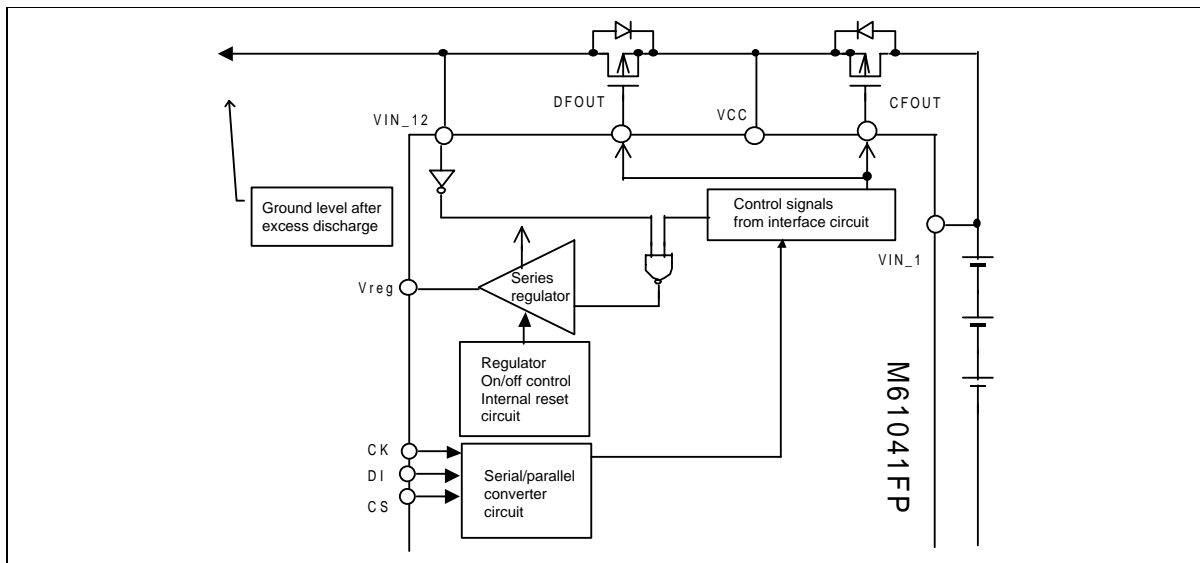 DFOUT
CFOUT
VCC
VIN_12
Ground level after
excess discharge
Control signals
from interface circuit
VIN_1
Series
regulator
Vreg
Regulator
On/off control
Internal reset
circuit
M61041FP
CK
DI
CS
Serial/parallel
converter
circuit